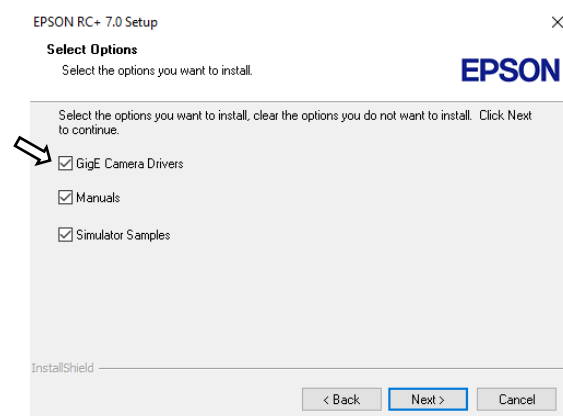 EPSON RC+ 7.0 Setup
Select Options
Select the options you want to install.
EPSON
Select the options you want to install, clear the options you do not want to install. Click Next
to continue.
GigE Camera Drivers
Manuals
Simulator Samples
InstallShield
< Back
Next >
Cancel